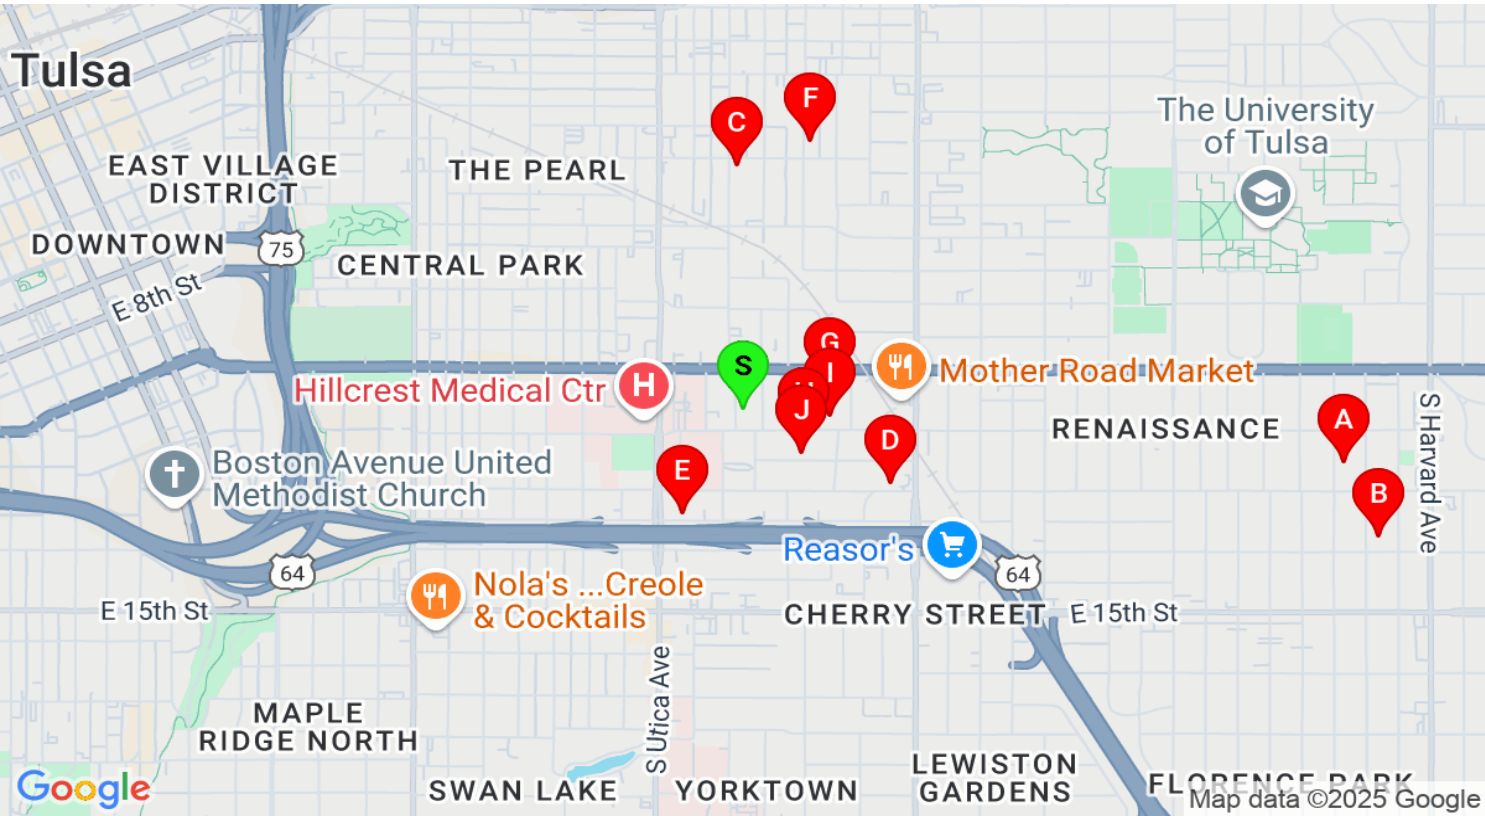 Tulsa
F
C
The University
of Tulsa
EAST VILLAGE
DISTRICT
THE PEARL
DOWNTOWN
75
CENTRAL PARK
E 8th St
G
S
I
Hillcrest Medical Ctr
H
Mother Road Market
J
A
RENAISSANCE
D
S Harvard Ave
Boston Avenue United
Methodist Church
E
B
Reasor's
64
64
Nola's ...Creole
& Cocktails
E 15th St
CHERRY STREET
E 15th St
S Utica Ave
MAPLE
RIDGE NORTH
LEWISTON
GARDENS
SWAN LAKE
YORKTOWN
FLORENCE PARK
Google
Map data ©2025 Google